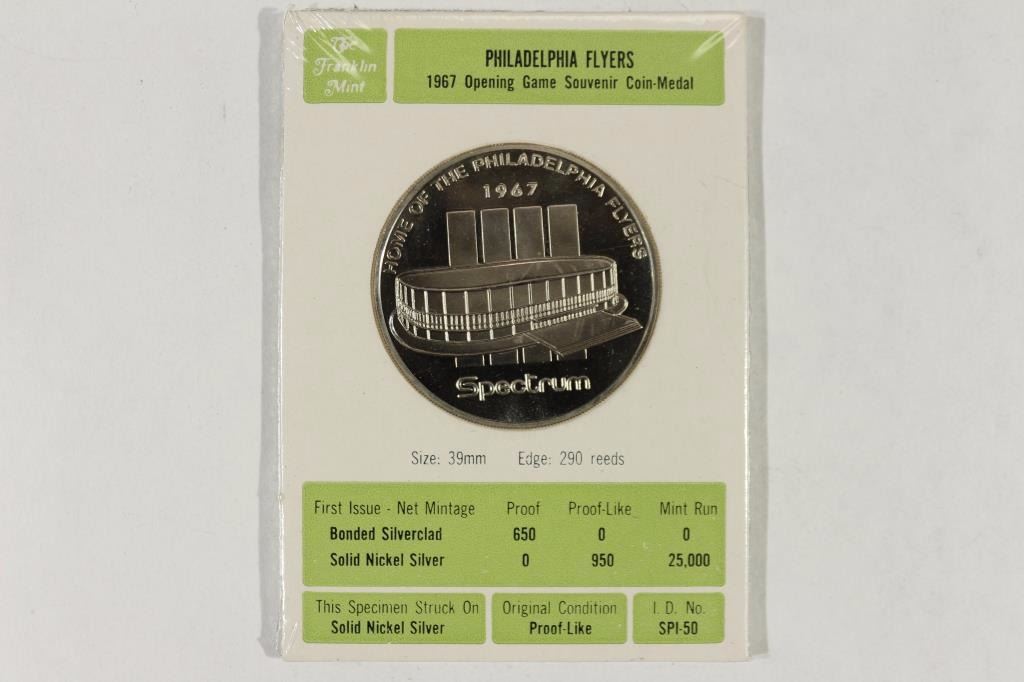 The
Franklin
Mint
PHILADELPHIA FLYERS
1967 Opening Game Souvenir Coin-Medal
HOME OF THE PHILADELPHIA FLYERS
1967
Spectrum
Size: 39mm Edge: 290 reeds
First Issue - Net Mintage Proof Proof-Like Mint Run
Bonded Silverclad 650 0 0
Solid Nickel Silver 0 950 25,000
This Specimen Struck On
Solid Nickel Silver
Original Condition
Proof-Like
I. D. No.
SPI-50